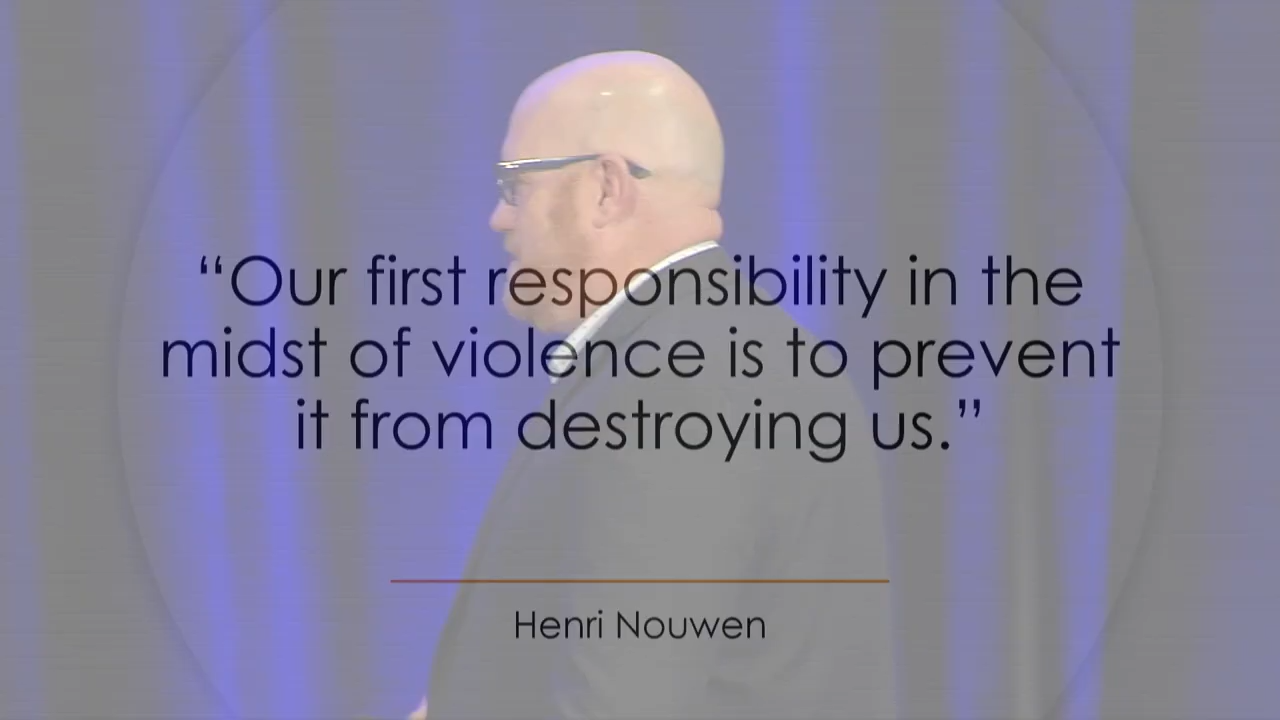 “Our first responsibility in the
midst of violence is to prevent
it from destroying us.”
Henri Nouwen